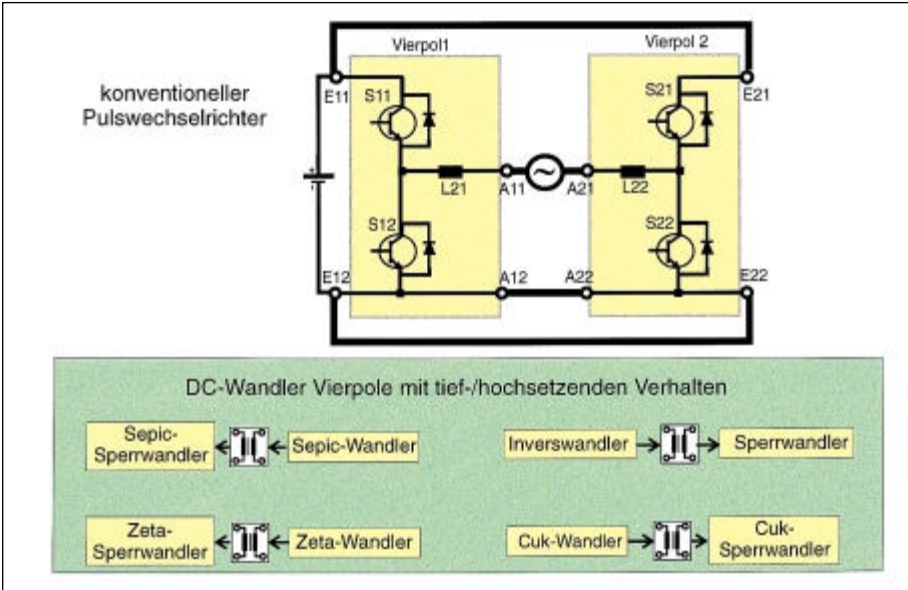 Vierpol1
Vierpol 2
konventioneller
Pulswechselrichter
E11
S11
S21
E21
+
-
L21
A11
~
A21
L22
S12
S22
E12
A12
A22
E22
DC-Wandler Vierpole mit tief-/hochsetzenden Verhalten
Sepic-
Sperrwandler
Sepic-Wandler
Inverswandler
Sperrwandler
Zeta-
Sperrwandler
Zeta-Wandler
Cuk-Wandler
Cuk-
Sperrwandler